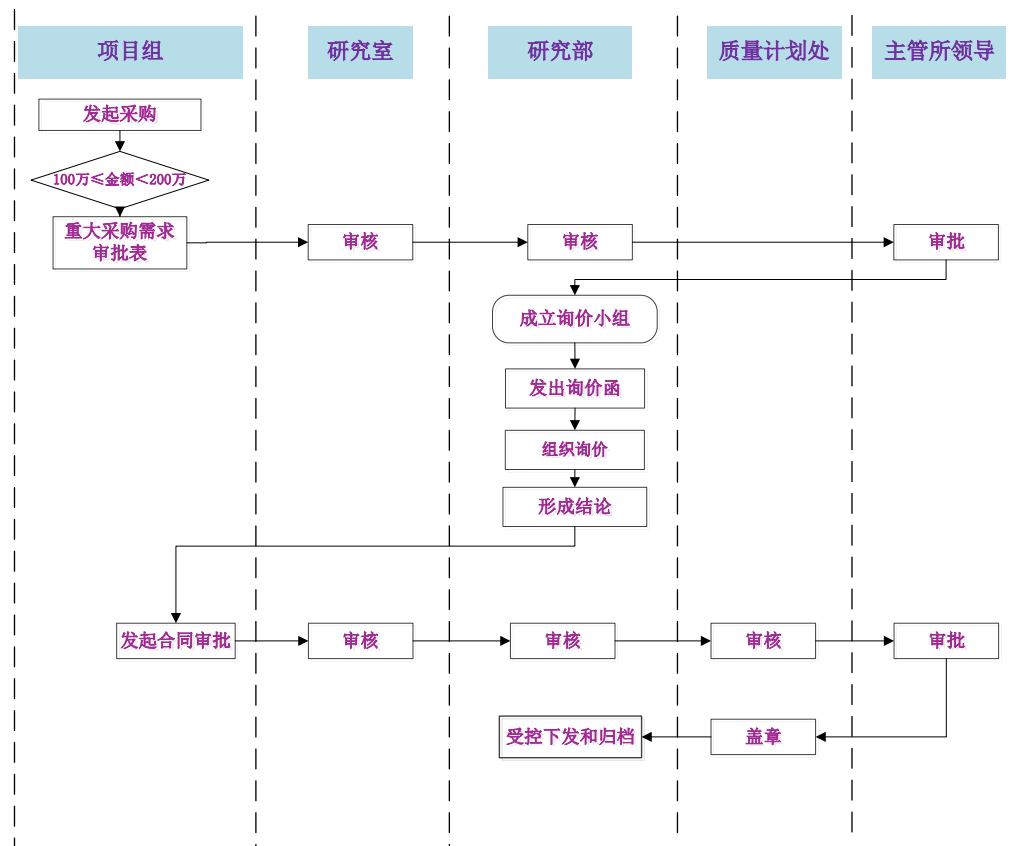 项目组
研究室
研究部
质量计划处
主管所领导
发起采购
100万≤金额<200万
重大采购需求
审批表
审核
审核
审批
成立询价小组
发出询价函
组织询价
形成结论
发起合同审批
审核
审核
审核
审批
受控下发和归档
盖章